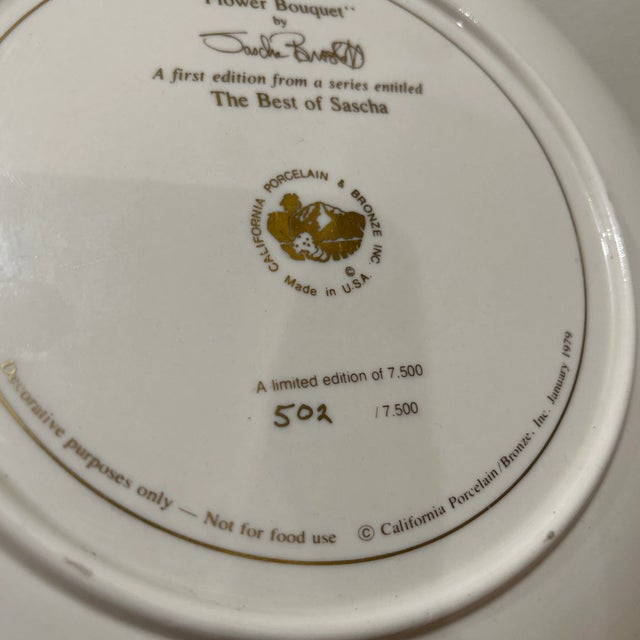 Flower Bouquet"
by
Sascha Brastoff
A first edition from a series entitled
The Best of Sascha
CALIFORNIA PORCELAIN & BRONZE INC.
©
Made in U.S.A.
A limited edition of 7.500
502 /7.500
Decorative purposes only — Not for food use © California Porcelain/Bronze, Inc. January 1979